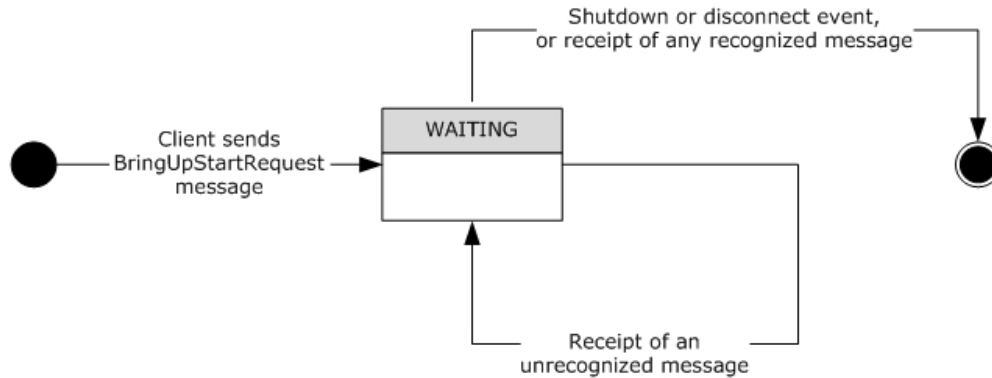 Shutdown or disconnect event,
or receipt of any recognized message
WAITING
Client sends
BringUpStartRequest
message
Receipt of an
unrecognized message